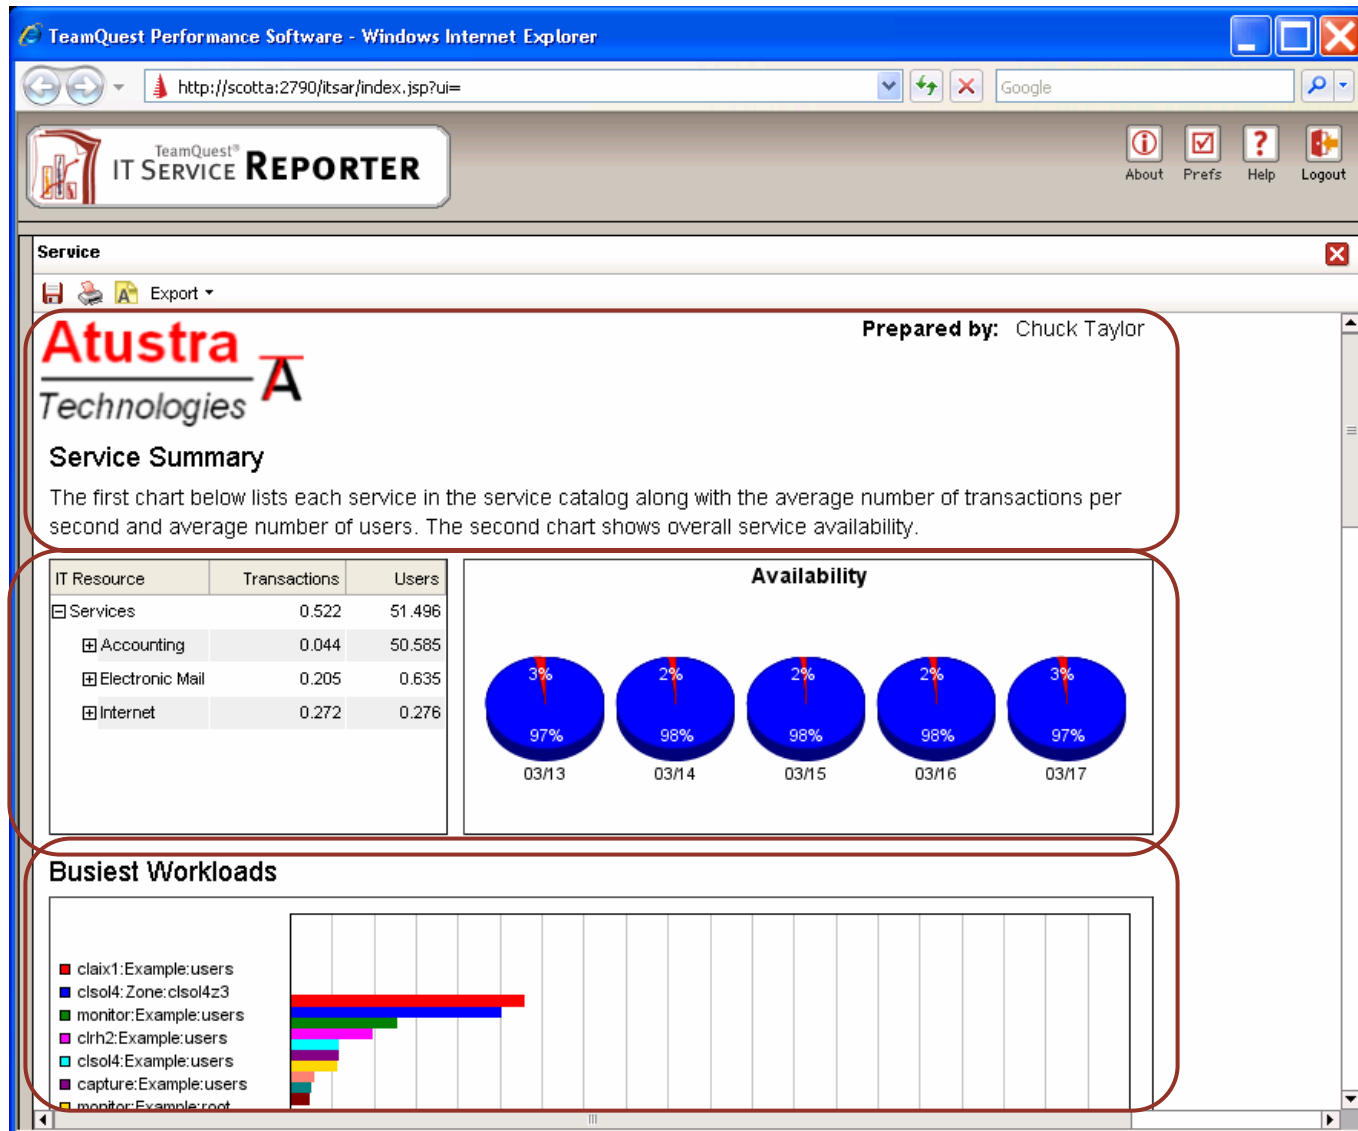 TeamQuest Performance Software - Windows Internet Explorer
http://scotta:2790/itsar/index.jsp?ui=
Google
TeamQuest®
IT SERVICE REPORTER
About Prefs Help Logout
Service
Export
Atustra
Technologies
A
Prepared by: Chuck Taylor
Service Summary
The first chart below lists each service in the service catalog along with the average number of transactions per
second and average number of users. The second chart shows overall service availability.
IT Resource Transactions Users
Services 0.522 51.496
Accounting 0.044 50.585
Electronic Mail 0.205 0.635
Internet 0.272 0.276
Availability
3% 2% 2% 2% 3%
97% 98% 98% 98% 97%
03/13 03/14 03/15 03/16 03/17
Busiest Workloads
claix1:Example:users
clsol4:Zone:clsol4z3
monitor:Example:users
clrh2:Example:users
clsol4:Example:users
capture:Example:users
monitor:Example:root